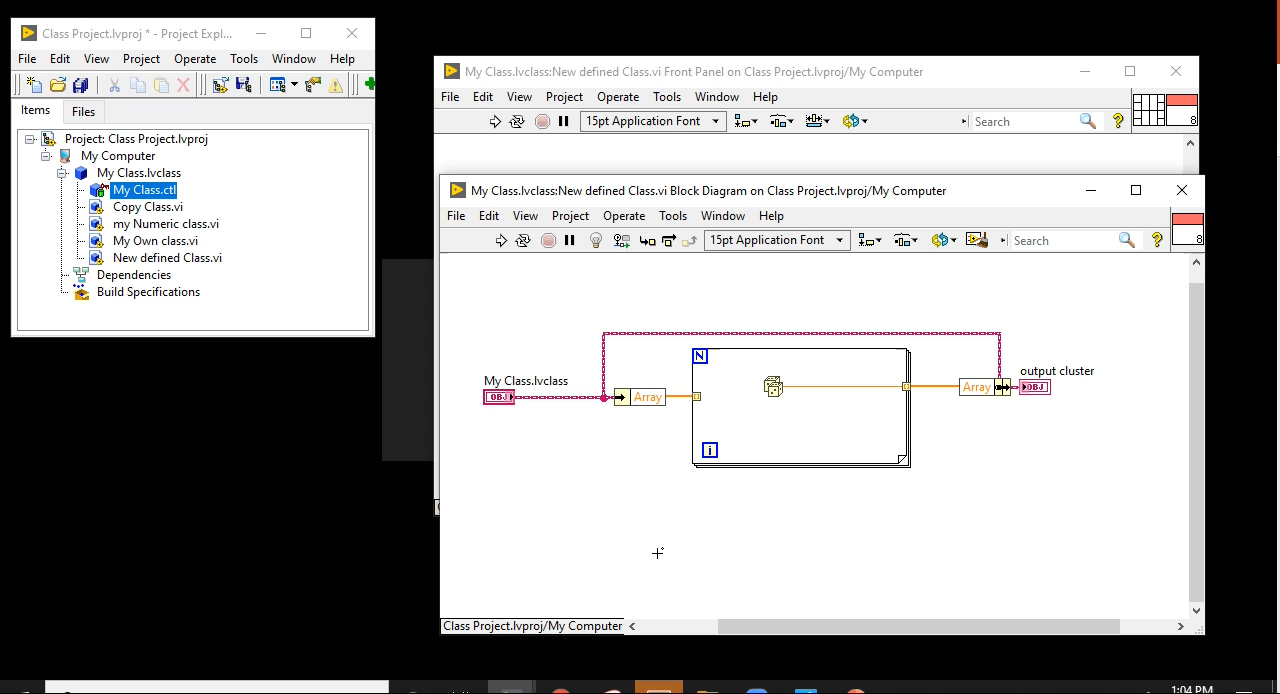 Class Project.lvproj * - Project Expl...
File Edit View Project Operate Tools Window Help
Items Files
Project: Class Project.lvproj
My Computer
My Class.lvclass
My Class.ctl
Copy Class.vi
my Numeric class.vi
My Own class.vi
New defined Class.vi
Dependencies
Build Specifications
My Class.lvclass:New defined Class.vi Front Panel on Class Project.lvproj/My Computer
File Edit View Project Operate Tools Window Help
15pt Application Font Search ? 8
My Class.lvclass:New defined Class.vi Block Diagram on Class Project.lvproj/My Computer
File Edit View Project Operate Tools Window Help
15pt Application Font Search ? 8
N
output cluster
My Class.lvclass
OBJ Array Array OBJ
i
Class Project.lvproj/My Computer
1:04 PM